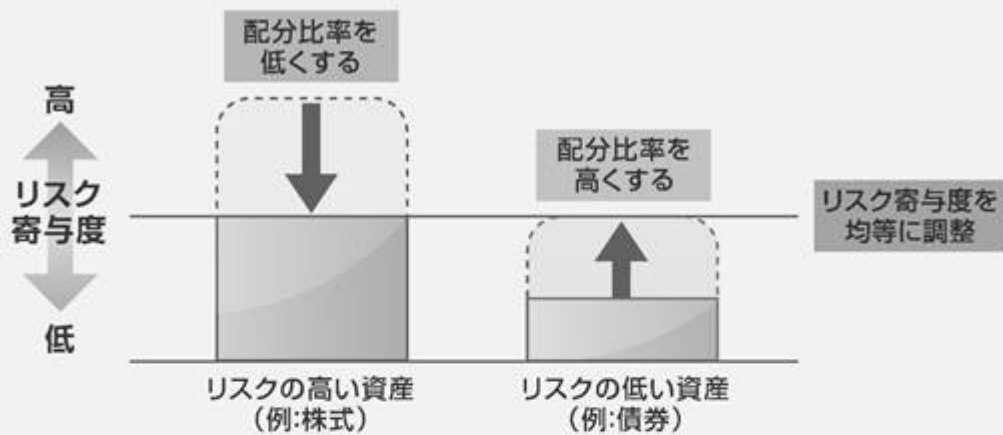 配分比率を
低くする
高
リスク
寄与度
低
配分比率を
高くする
リスク寄与度を
均等に調整
リスクの高い資産
（例:株式）
リスクの低い資産
（例:債券）